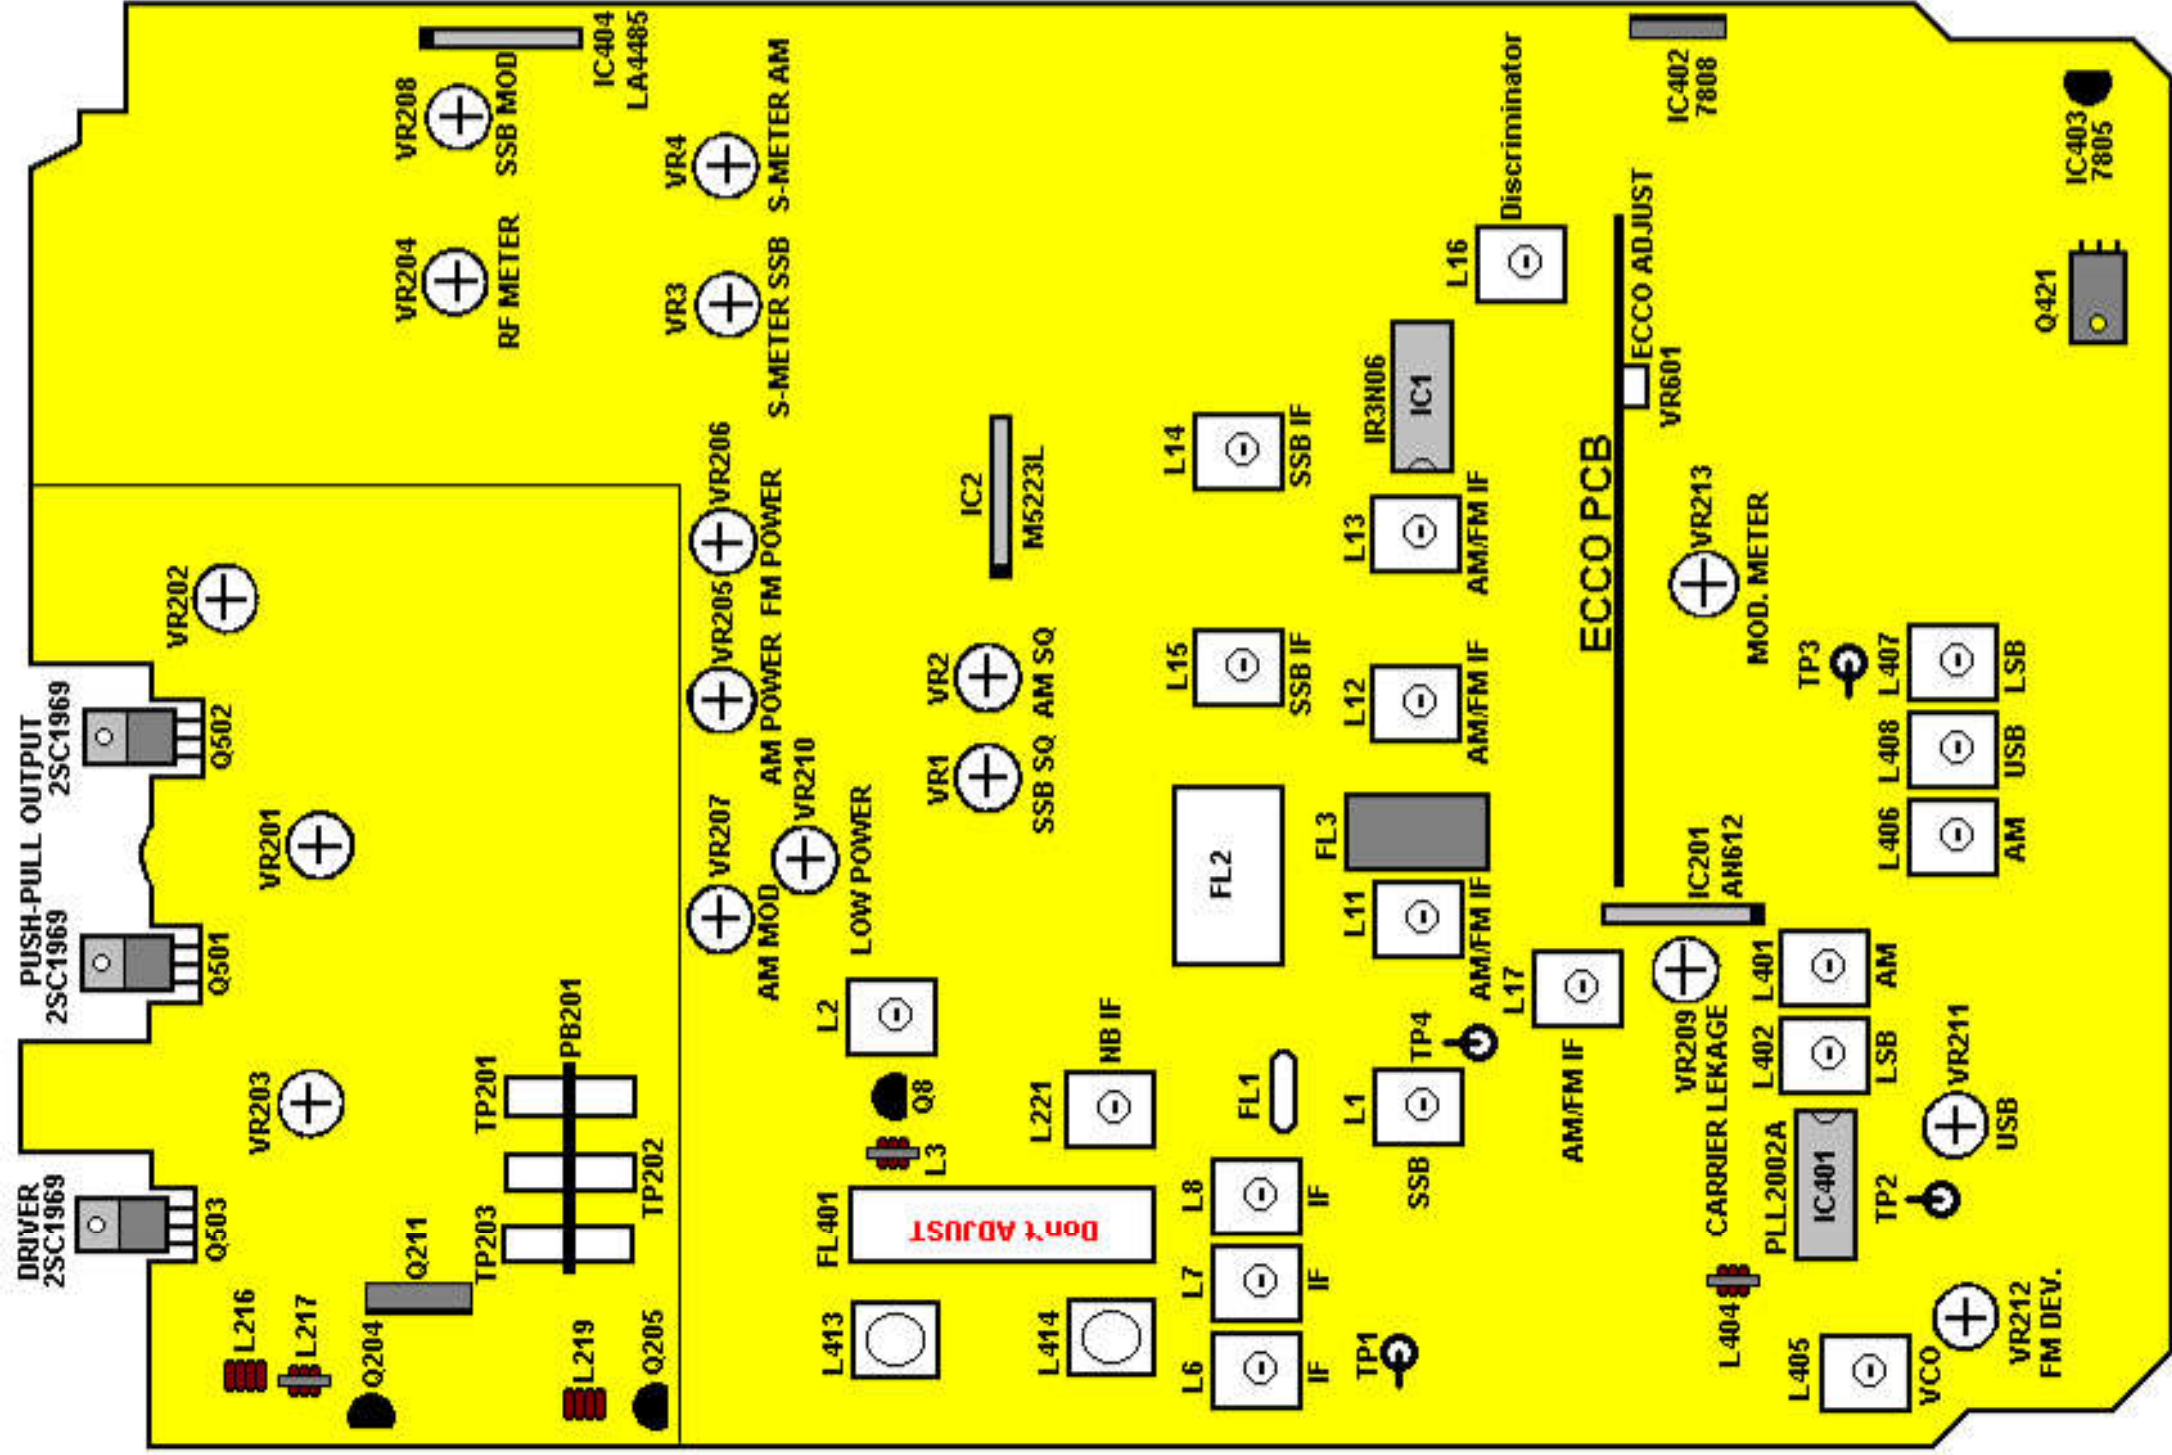 DRIVER
2SC1969
Q503
PUSH-PULL OUTPUT
2SC1969
Q501
2SC1969
Q502
VR203
VR201
VR202
L216
L217
Q204
Q211
TP203
TP201
PB201
TP202
L219
Q205
VR208
SSB MOD
IC404
LA4485
VR204
RF METER
VR4
S-METER AM
VR3
S-METER SSB
VR206
FM POWER
VR205
AM POWER
VR207
AM MOD
VR210
LOW POWER
L2
Q8
L3
FL401
Don't ADJUST
L413
L414
L221
NB IF
VR1
SSB SQ
VR2
AM SQ
IC2
M5223L
L14
SSB IF
L15
SSB IF
FL2
FL1
L8
IF
L7
IF
L6
IF
TP1
L1
SSB
TP4
L11
AM/FM IF
FL3
L12
AM/FM IF
L13
AM/FM IF
IR3N06
IC1
L16
Discriminator
L17
AM/FM IF
ECCO PCB
ECCO ADJUST
VR601
IC402
7808
IC403
7805
Q421
VR213
MOD. METER
IC201
AN612
VR209
CARRIER LEKAGE
L401
AM
L402
LSB
PLL2002A
IC401
TP2
VR211
USB
L404
L405
VCO
VR212
FM DEV.
TP3
L407
LSB
L408
USB
L406
AM